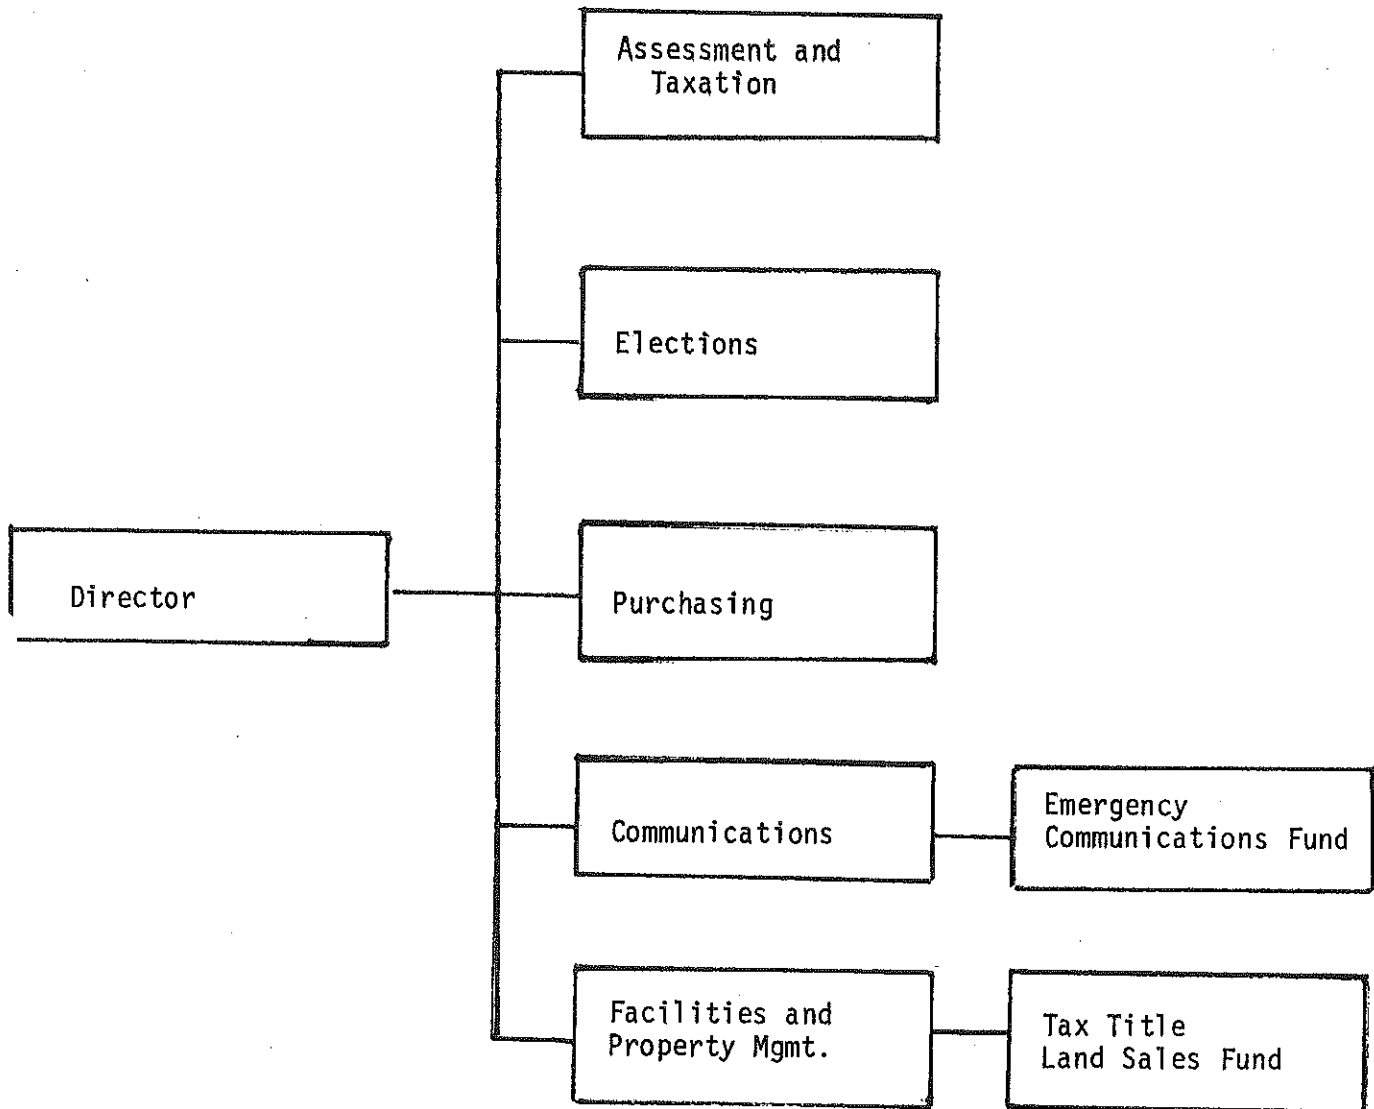 Assessment and
Taxation
Elections
Director
Purchasing
Communications
Emergency
Communications Fund
Facilities and
Property Mgmt.
Tax Title
Land Sales Fund